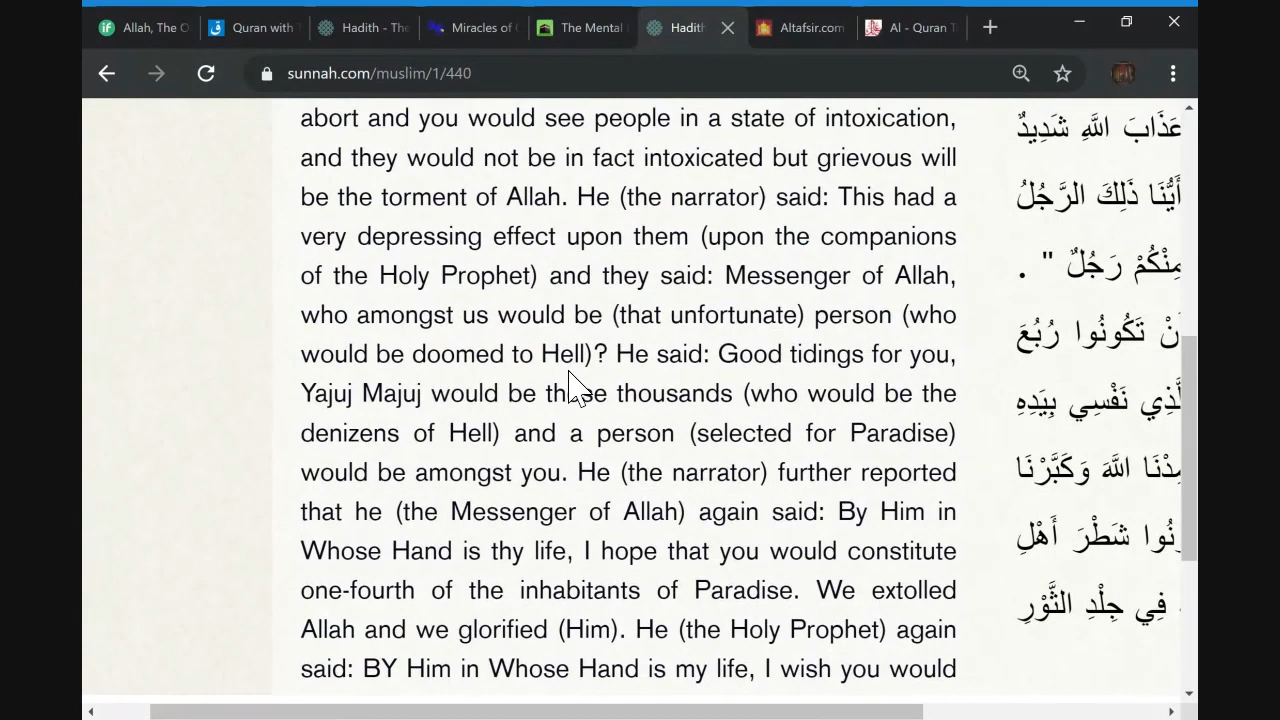 Allah, The O
Quran with T
Hadith - The
Miracles of
The Mental
Hadith
Altafsir.com
Al - Quran T
sunnah.com/muslim/1/440
abort and you would see people in a state of intoxication,
and they would not be in fact intoxicated but grievous will
be the torment of Allah. He (the narrator) said: This had a
very depressing effect upon them (upon the companions
of the Holy Prophet) and they said: Messenger of Allah,
who amongst us would be (that unfortunate) person (who
would be doomed to Hell)? He said: Good tidings for you,
Yajuj Majuj would be those thousands (who would be the
denizens of Hell) and a person (selected for Paradise)
would be amongst you. He (the narrator) further reported
that he (the Messenger of Allah) again said: By Him in
Whose Hand is thy life, I hope that you would constitute
one-fourth of the inhabitants of Paradise. We extolled
Allah and we glorified (Him). He (the Holy Prophet) again
said: BY Him in Whose Hand is my life, I wish you would
عَذَابَ اللَّهِ شَدِيدٌ
أَيُّنَا ذَلِكَ الرَّجُلُ
مِنْكُمْ رَجُلٌ " .
نْ تَكُونُوا رُبُعَ
لَّذِي نَفْسِي بِيَدِهِ
مِدْنَا اللَّهَ وَكَبَّرْنَا
نُوا شَطْرَ أَهْلِ
فِي جِلْدِ الثَّوْرِ